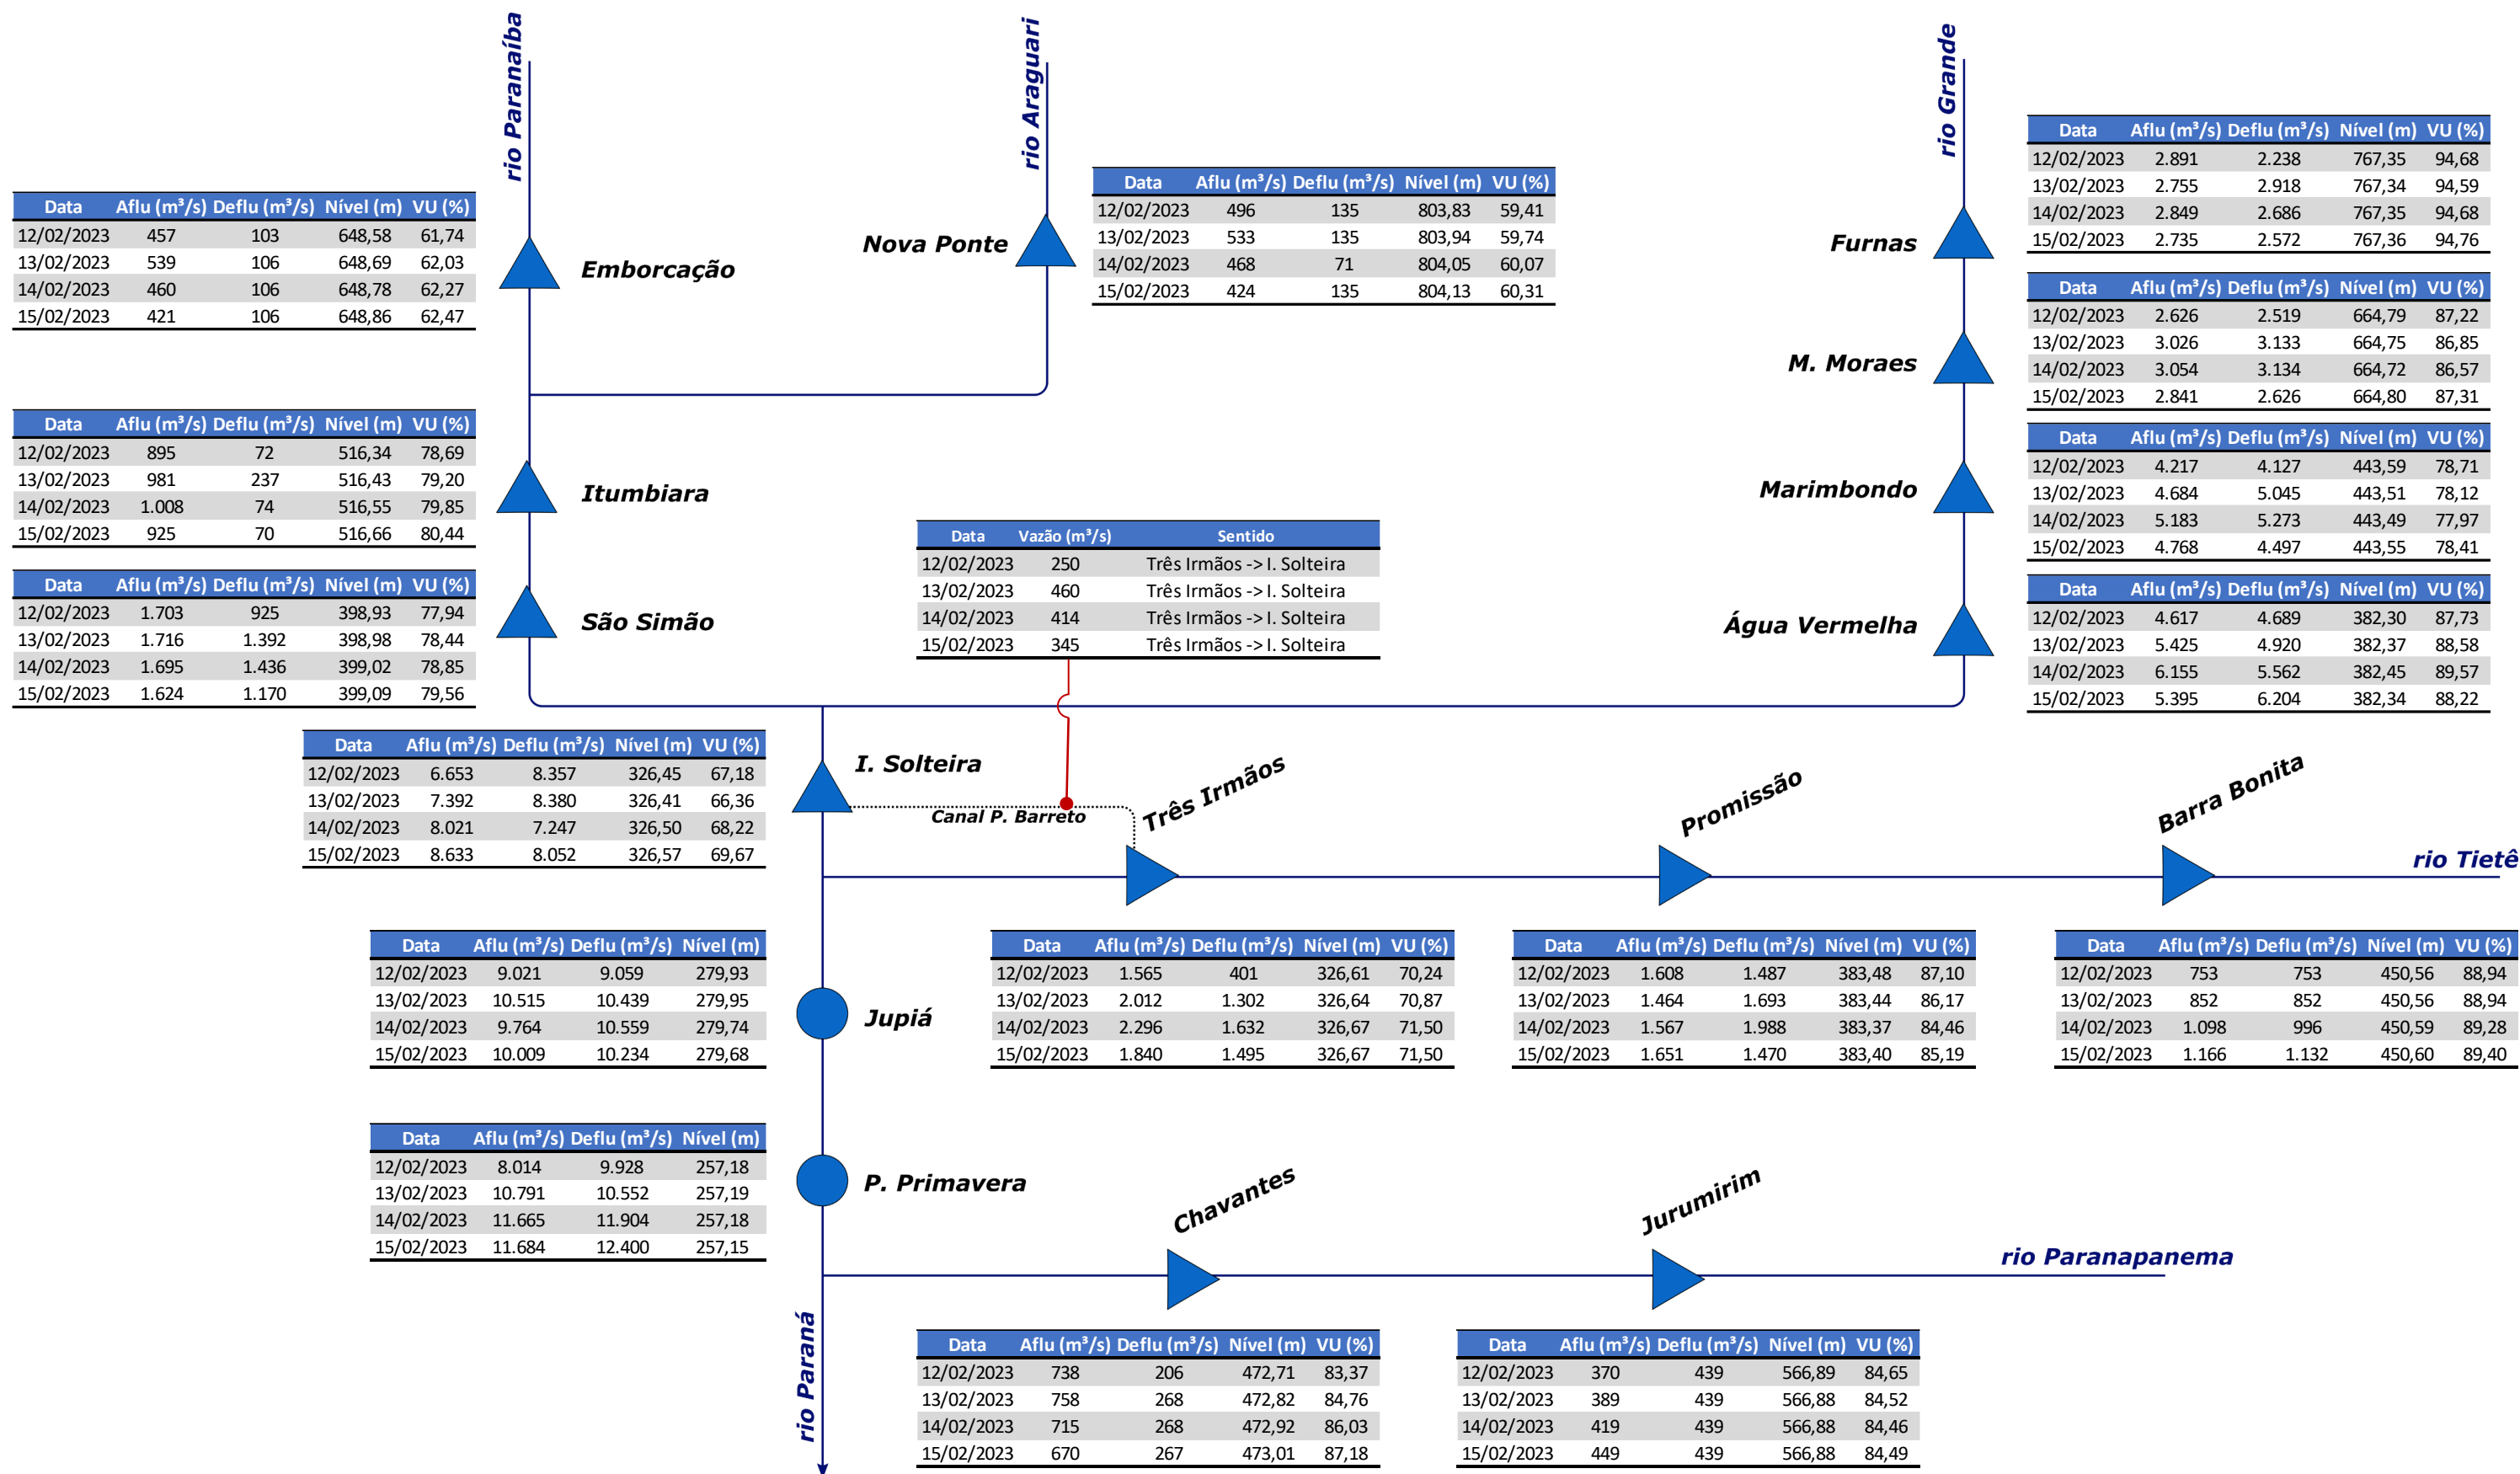 rio Paranaíba
rio Araguari
rio Grande
Data Aflu (m³/s) Deflu (m³/s) Nível (m) VU (%)
12/02/2023 2.891 2.238 767,35 94,68
13/02/2023 2.755 2.918 767,34 94,59
14/02/2023 2.849 2.686 767,35 94,68
15/02/2023 2.735 2.572 767,36 94,76
Furnas
Data Aflu (m³/s) Deflu (m³/s) Nível (m) VU (%)
12/02/2023 496 135 803,83 59,41
13/02/2023 533 135 803,94 59,74
14/02/2023 468 71 804,05 60,07
15/02/2023 424 135 804,13 60,31
Nova Ponte
Data Aflu (m³/s) Deflu (m³/s) Nível (m) VU (%)
12/02/2023 457 103 648,58 61,74
13/02/2023 539 106 648,69 62,03
14/02/2023 460 106 648,78 62,27
15/02/2023 421 106 648,86 62,47
Emborcação
Data Aflu (m³/s) Deflu (m³/s) Nível (m) VU (%)
12/02/2023 2.626 2.519 664,79 87,22
13/02/2023 3.026 3.133 664,75 86,85
14/02/2023 3.054 3.134 664,72 86,57
15/02/2023 2.841 2.626 664,80 87,31
M. Moraes
Data Aflu (m³/s) Deflu (m³/s) Nível (m) VU (%)
12/02/2023 895 72 516,34 78,69
13/02/2023 981 237 516,43 79,20
14/02/2023 1.008 74 516,55 79,85
15/02/2023 925 70 516,66 80,44
Itumbiara
Data Aflu (m³/s) Deflu (m³/s) Nível (m) VU (%)
12/02/2023 4.217 4.127 443,59 78,71
13/02/2023 4.684 5.045 443,51 78,12
14/02/2023 5.183 5.273 443,49 77,97
15/02/2023 4.768 4.497 443,55 78,41
Marimbondo
Data Vazão (m³/s) Sentido
12/02/2023 250 Três Irmãos -> I. Solteira
13/02/2023 460 Três Irmãos -> I. Solteira
14/02/2023 414 Três Irmãos -> I. Solteira
15/02/2023 345 Três Irmãos -> I. Solteira
Data Aflu (m³/s) Deflu (m³/s) Nível (m) VU (%)
12/02/2023 1.703 925 398,93 77,94
13/02/2023 1.716 1.392 398,98 78,44
14/02/2023 1.695 1.436 399,02 78,85
15/02/2023 1.624 1.170 399,09 79,56
São Simão
Data Aflu (m³/s) Deflu (m³/s) Nível (m) VU (%)
12/02/2023 4.617 4.689 382,30 87,73
13/02/2023 5.425 4.920 382,37 88,58
14/02/2023 6.155 5.562 382,45 89,57
15/02/2023 5.395 6.204 382,34 88,22
Água Vermelha
Data Aflu (m³/s) Deflu (m³/s) Nível (m) VU (%)
12/02/2023 6.653 8.357 326,45 67,18
13/02/2023 7.392 8.380 326,41 66,36
14/02/2023 8.021 7.247 326,50 68,22
15/02/2023 8.633 8.052 326,57 69,67
I. Solteira
Canal P. Barreto
Três Irmãos
Promissão
Barra Bonita
rio Tietê
Data Aflu (m³/s) Deflu (m³/s) Nível (m)
12/02/2023 9.021 9.059 279,93
13/02/2023 10.515 10.439 279,95
14/02/2023 9.764 10.559 279,74
15/02/2023 10.009 10.234 279,68
Jupiá
Data Aflu (m³/s) Deflu (m³/s) Nível (m) VU (%)
12/02/2023 1.565 401 326,61 70,24
13/02/2023 2.012 1.302 326,64 70,87
14/02/2023 2.296 1.632 326,67 71,50
15/02/2023 1.840 1.495 326,67 71,50
Data Aflu (m³/s) Deflu (m³/s) Nível (m) VU (%)
12/02/2023 1.608 1.487 383,48 87,10
13/02/2023 1.464 1.693 383,44 86,17
14/02/2023 1.567 1.988 383,37 84,46
15/02/2023 1.651 1.470 383,40 85,19
Data Aflu (m³/s) Deflu (m³/s) Nível (m) VU (%)
12/02/2023 753 753 450,56 88,94
13/02/2023 852 852 450,56 88,94
14/02/2023 1.098 996 450,59 89,28
15/02/2023 1.166 1.132 450,60 89,40
Data Aflu (m³/s) Deflu (m³/s) Nível (m)
12/02/2023 8.014 9.928 257,18
13/02/2023 10.791 10.552 257,19
14/02/2023 11.665 11.904 257,18
15/02/2023 11.684 12.400 257,15
P. Primavera
Chavantes
Jurumirim
rio Paranapanema
rio Paraná
Data Aflu (m³/s) Deflu (m³/s) Nível (m) VU (%)
12/02/2023 738 206 472,71 83,37
13/02/2023 758 268 472,82 84,76
14/02/2023 715 268 472,92 86,03
15/02/2023 670 267 473,01 87,18
Data Aflu (m³/s) Deflu (m³/s) Nível (m) VU (%)
12/02/2023 370 439 566,89 84,65
13/02/2023 389 439 566,88 84,52
14/02/2023 419 439 566,88 84,46
15/02/2023 449 439 566,88 84,49